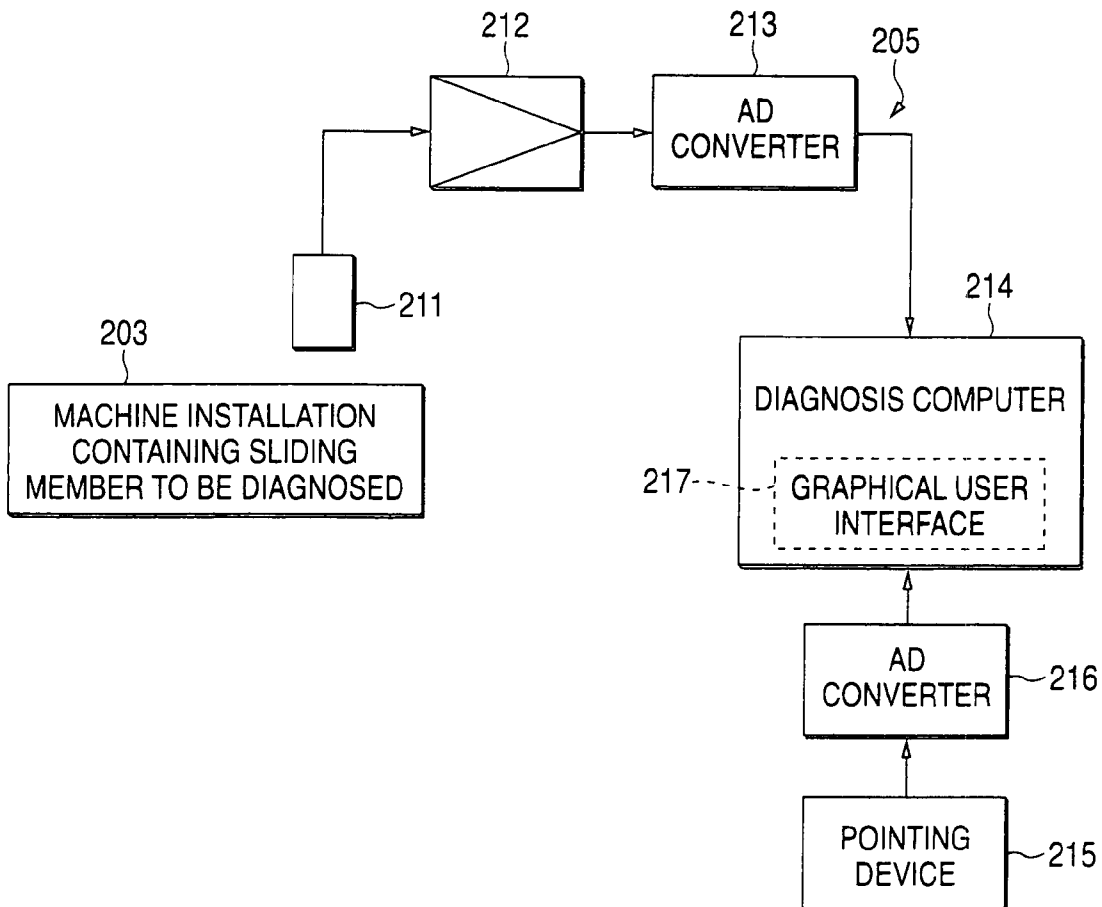 212
213
205
AD
CONVERTER
211
203
MACHINE INSTALLATION
CONTAINING SLIDING
MEMBER TO BE DIAGNOSED
214
DIAGNOSIS COMPUTER
217
GRAPHICAL USER
INTERFACE
AD
CONVERTER
216
POINTING
DEVICE
215